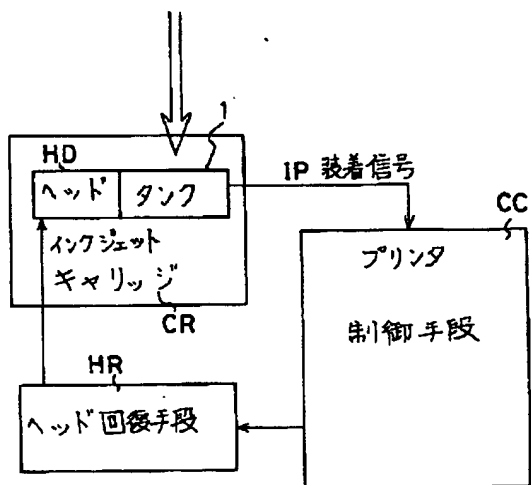 1
HD
ヘッド タンク
IP 装着信号
CC
インクジェット
キャリッジ
CR
プリンタ
制御手段
HR
ヘッド回復手段